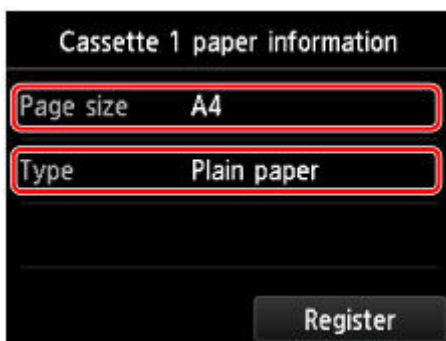 Cassette 1 paper information
Page size A4
Type Plain paper
Register